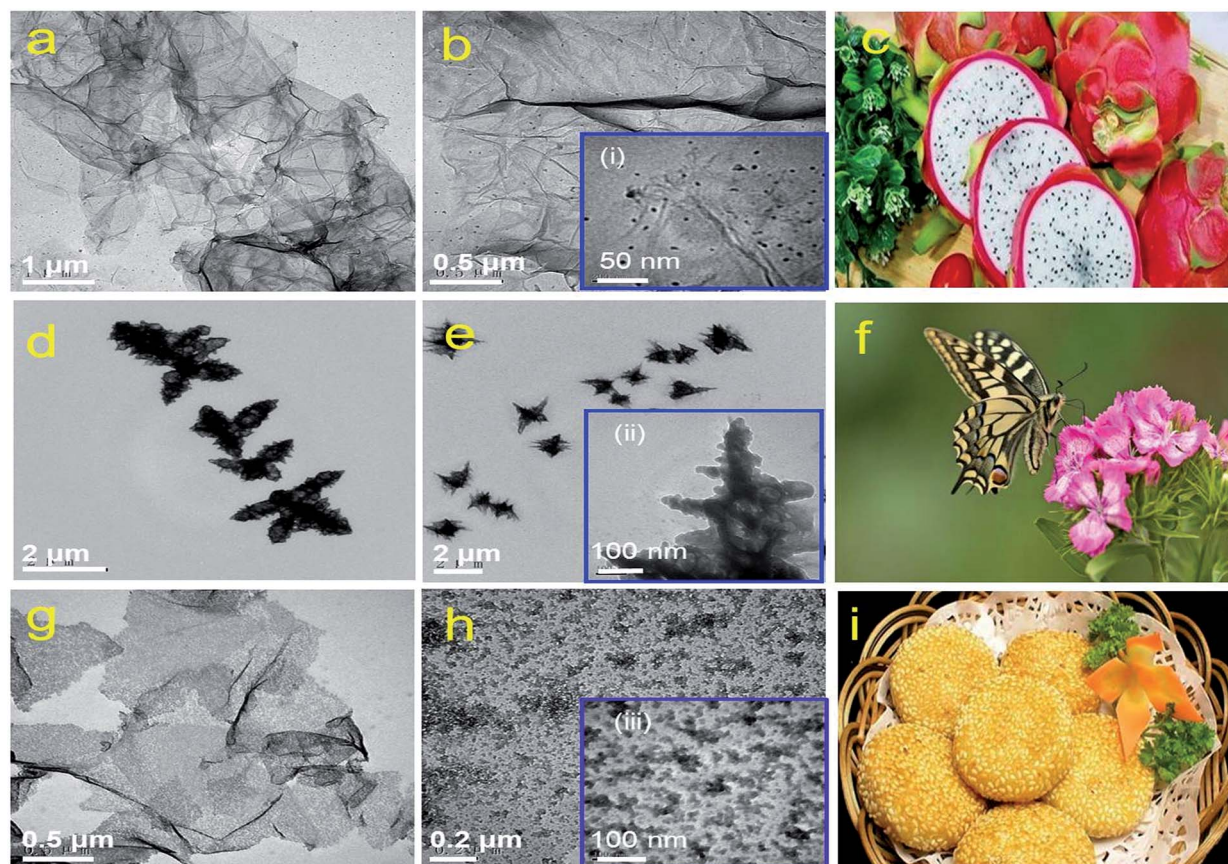 a
1 μm
b
0.5 μm
(i)
50 nm
c
d
2 μm
e
2 μm
(ii)
100 nm
f
g
0.5 μm
h
0.2 μm
(iii)
100 nm
i